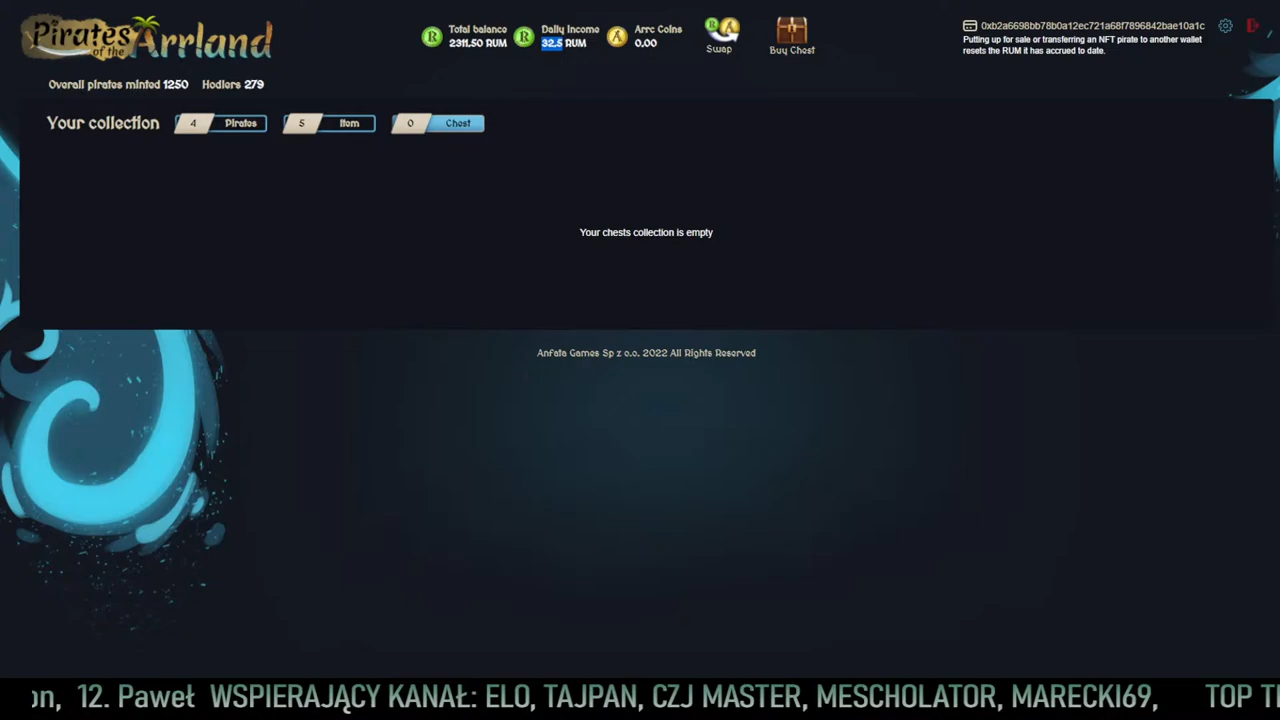 Pirates of the Arrland
Total balance
2311,50 RUM
Daily Income
32,5 RUM
Arrc Coins
0,00
Swap
Buy Chest
0xb2a6698bb78b0a12ec721a68f7896842bae10a1c
Putting up for sale or transferring an NFT pirate to another wallet
resets the RUM it has accrued to date.
Overall pirates minted 1250 Hodlers 279
Your collection
4 Pirates
5 Item
0 Chest
Your chests collection is empty
Anfata Games Sp z o.o. 2022 All Rights Reserved
on, 12. Paweł WSPIERAJĄCY KANAŁ: ELO, TAJPAN, CZJ MASTER, MESCHOLATOR, MARECKI69, TOP